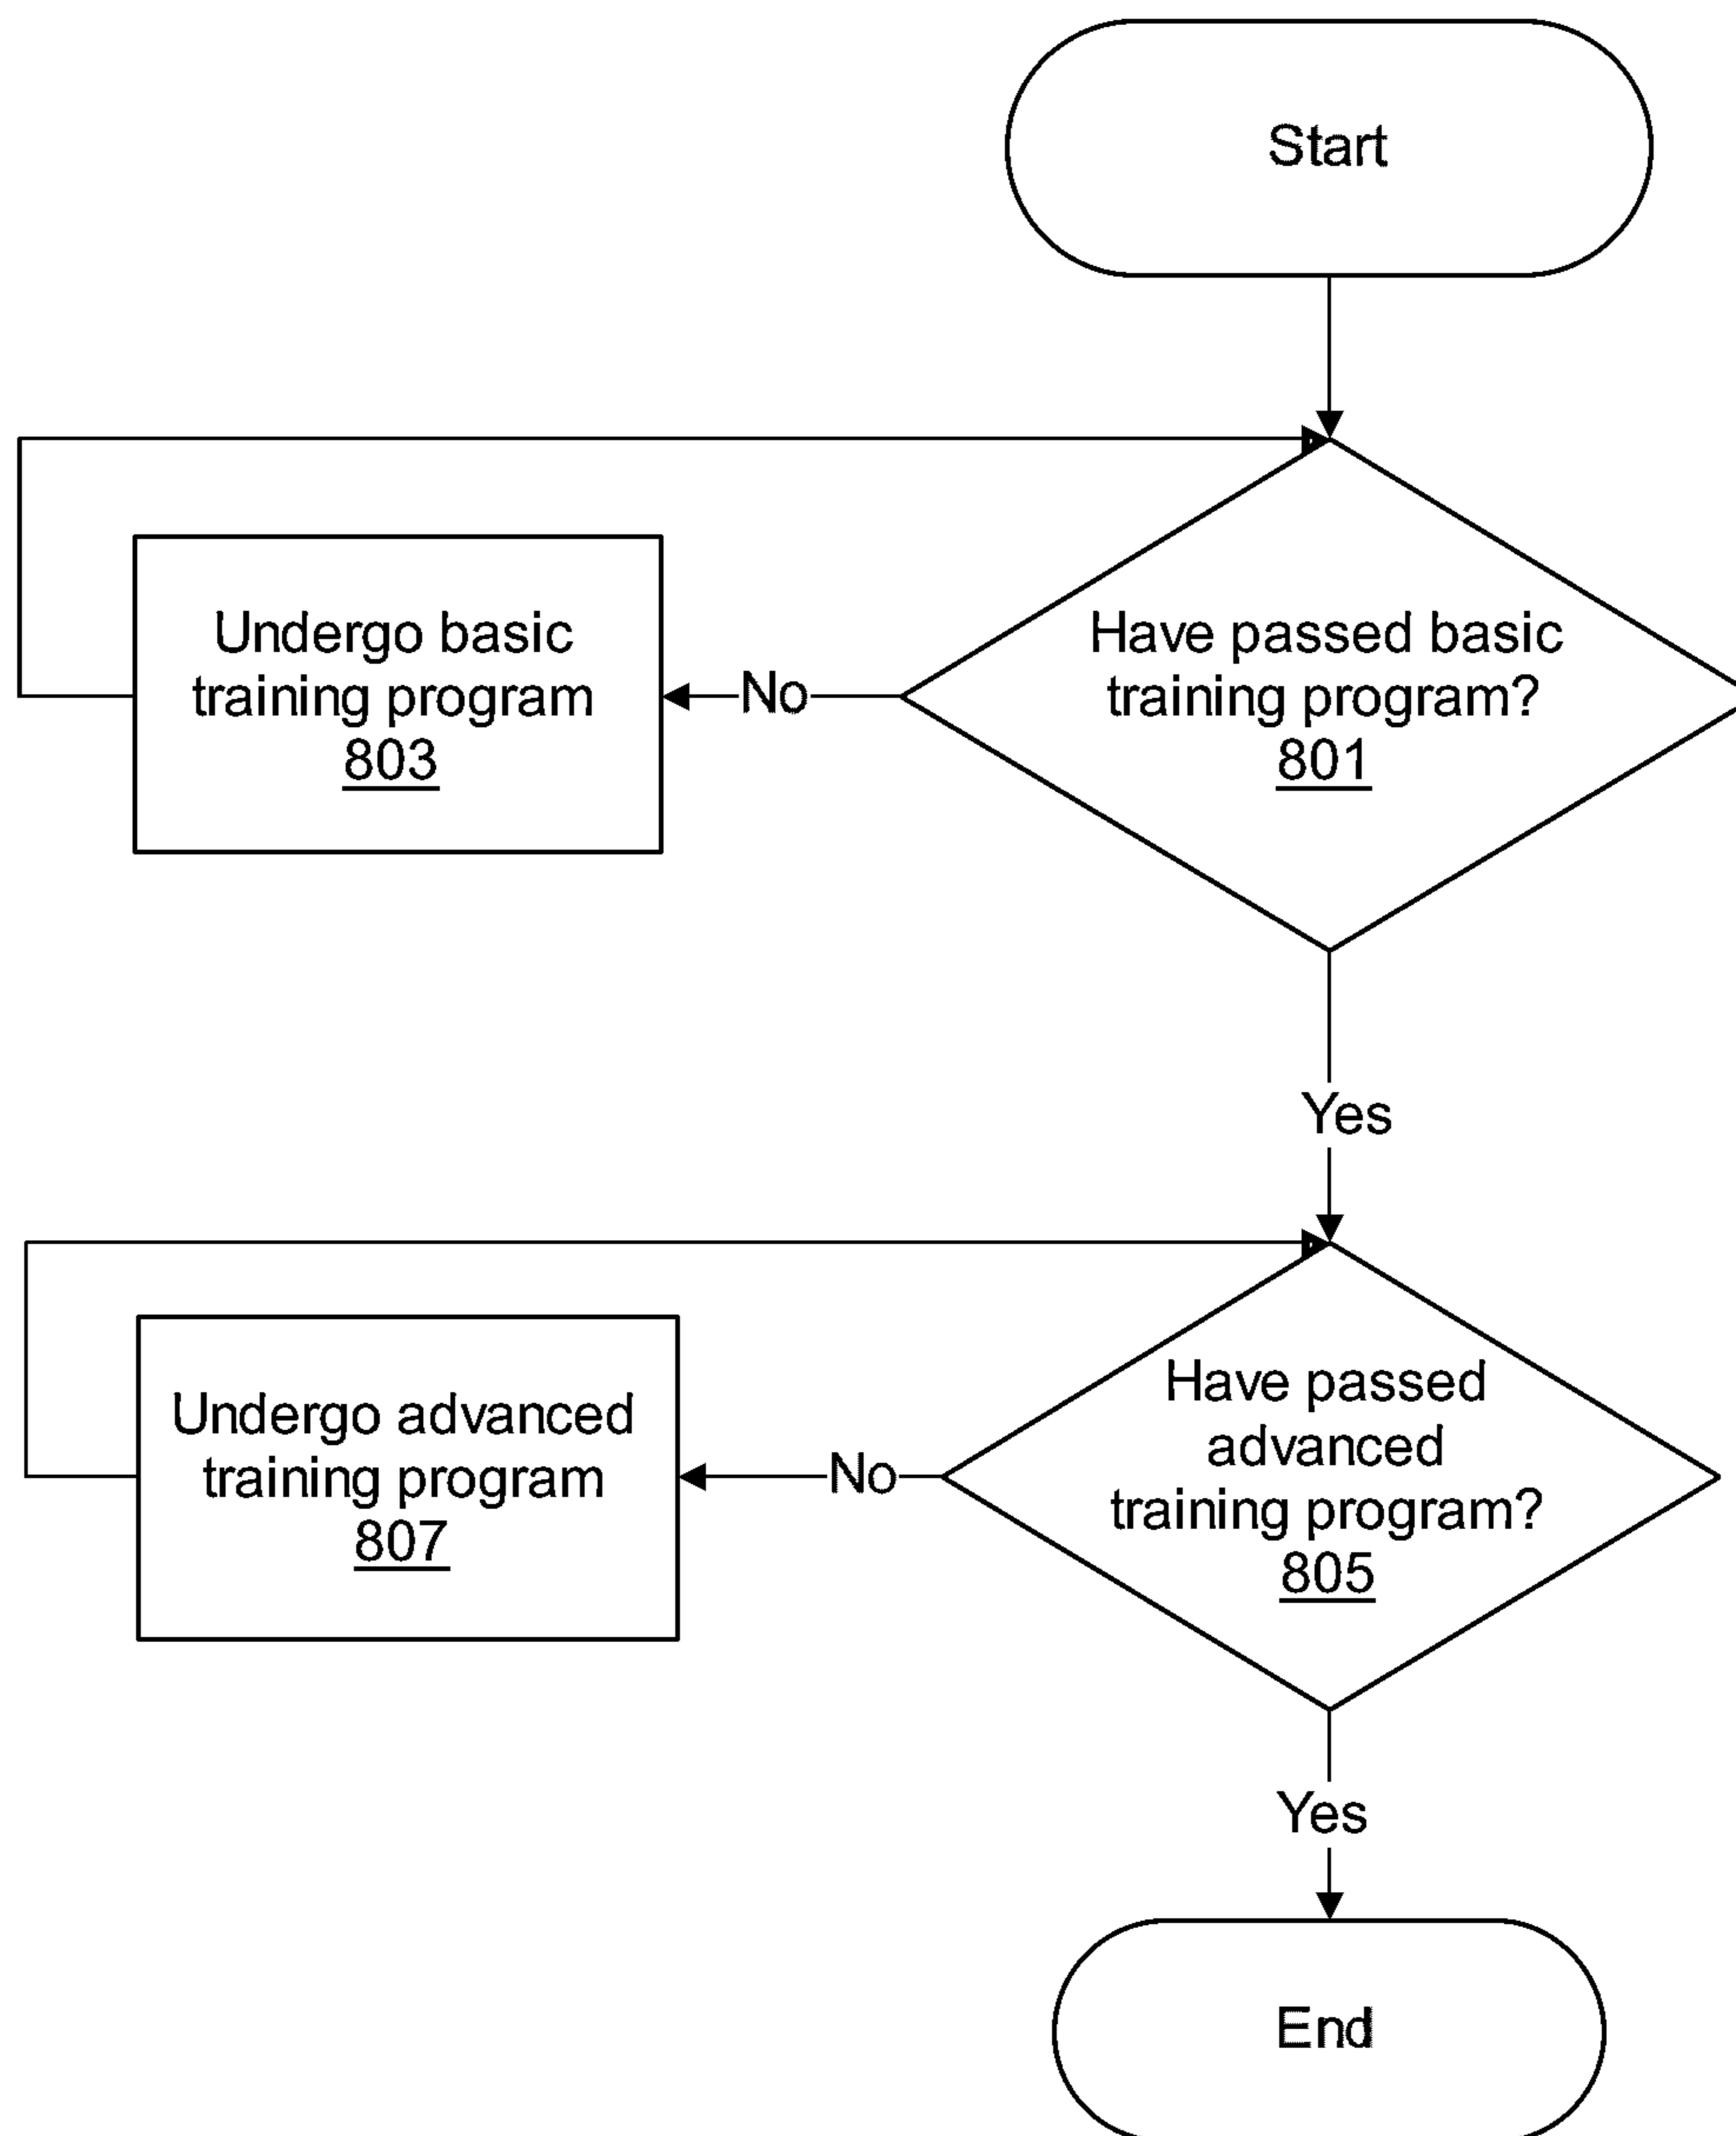 Start
Undergo basic
training program
803
No
Have passed basic
training program?
801
Yes
Undergo advanced
training program
807
No
Have passed
advanced
training program?
805
Yes
End